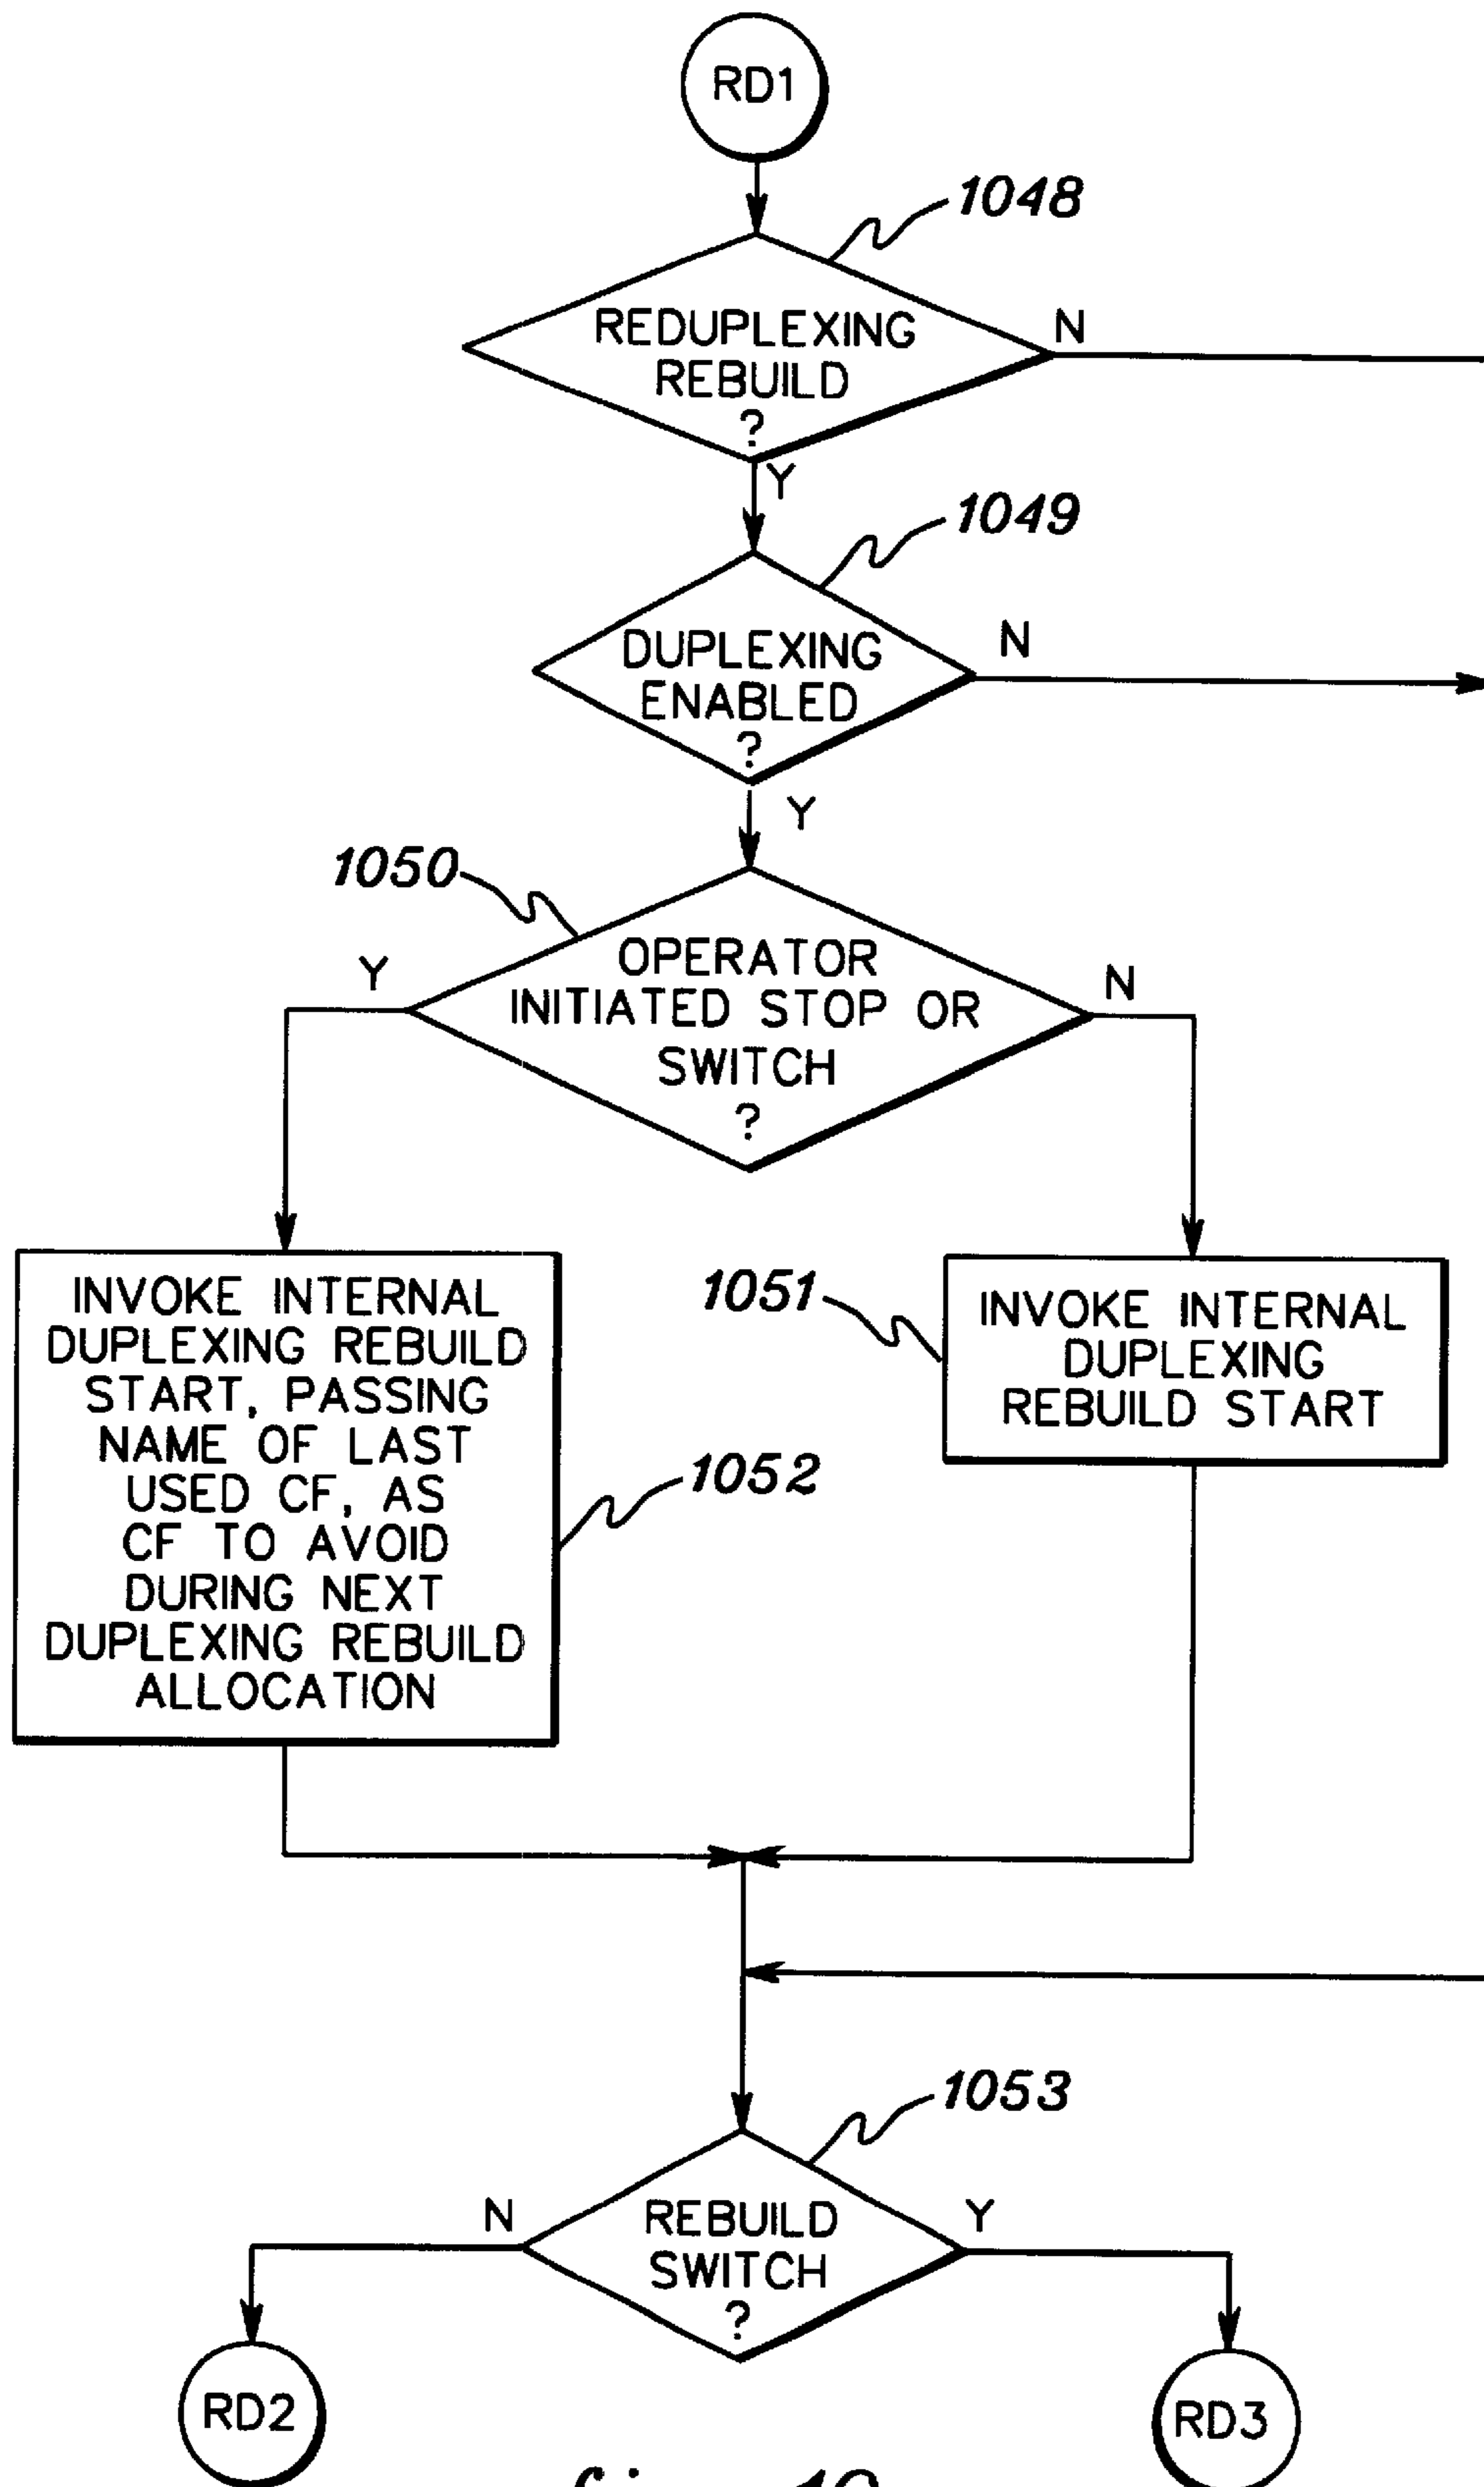 RD1
1048
REDUPLEXING
REBUILD
?
N
Y
1049
DUPLEXING
ENABLED
?
N
Y
1050
OPERATOR
INITIATED STOP OR
SWITCH
?
Y
N
INVOKE INTERNAL
DUPLEXING REBUILD
START, PASSING
NAME OF LAST
USED CF, AS
CF TO AVOID
DURING NEXT
DUPLEXING REBUILD
ALLOCATION
1051
INVOKE INTERNAL
DUPLEXING
REBUILD START
1052
1053
REBUILD
SWITCH
?
N
Y
RD2
RD3